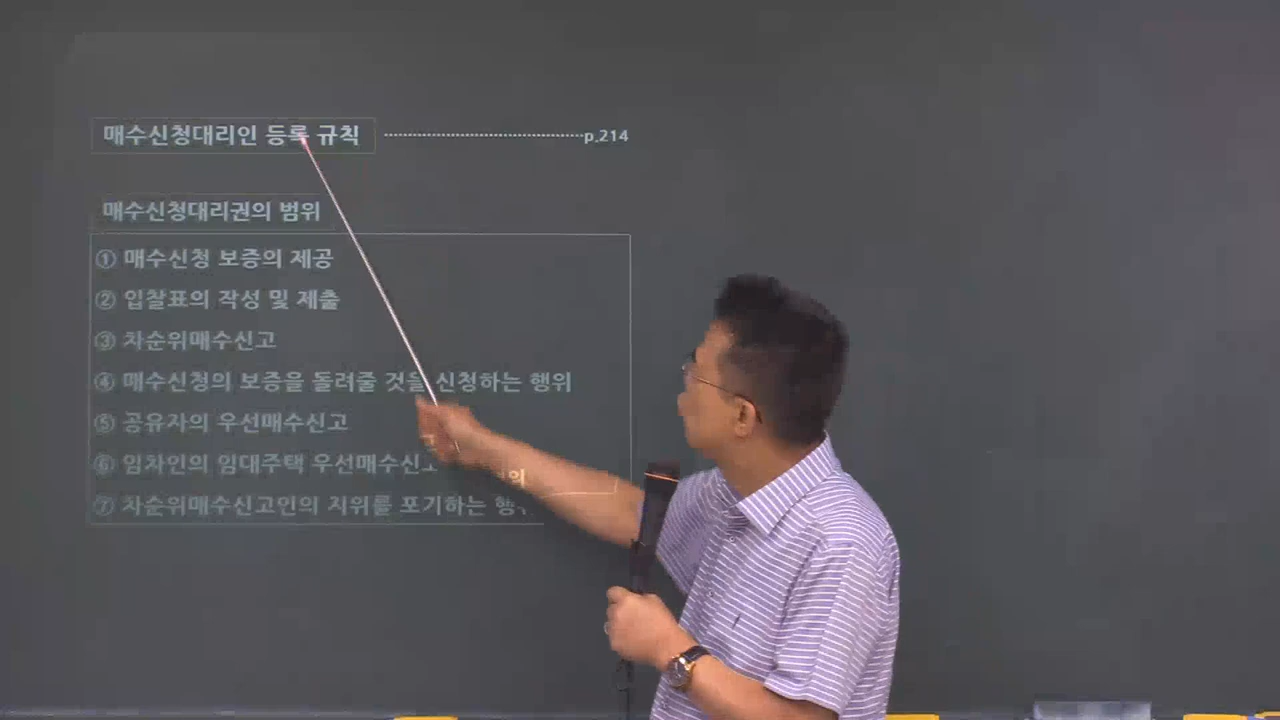 매수신청대리인 등록 규칙 p.214
매수신청대리권의 범위
① 매수신청 보증의 제공
② 입찰표의 작성 및 제출
③ 차순위매수신고
④ 매수신청의 보증을 돌려줄 것을 신청하는 행위
⑤ 공유자의 우선매수신고
⑥ 임차인의 임대주택 우선매수신고
⑦ 차순위매수신고인의 지위를 포기하는 행위